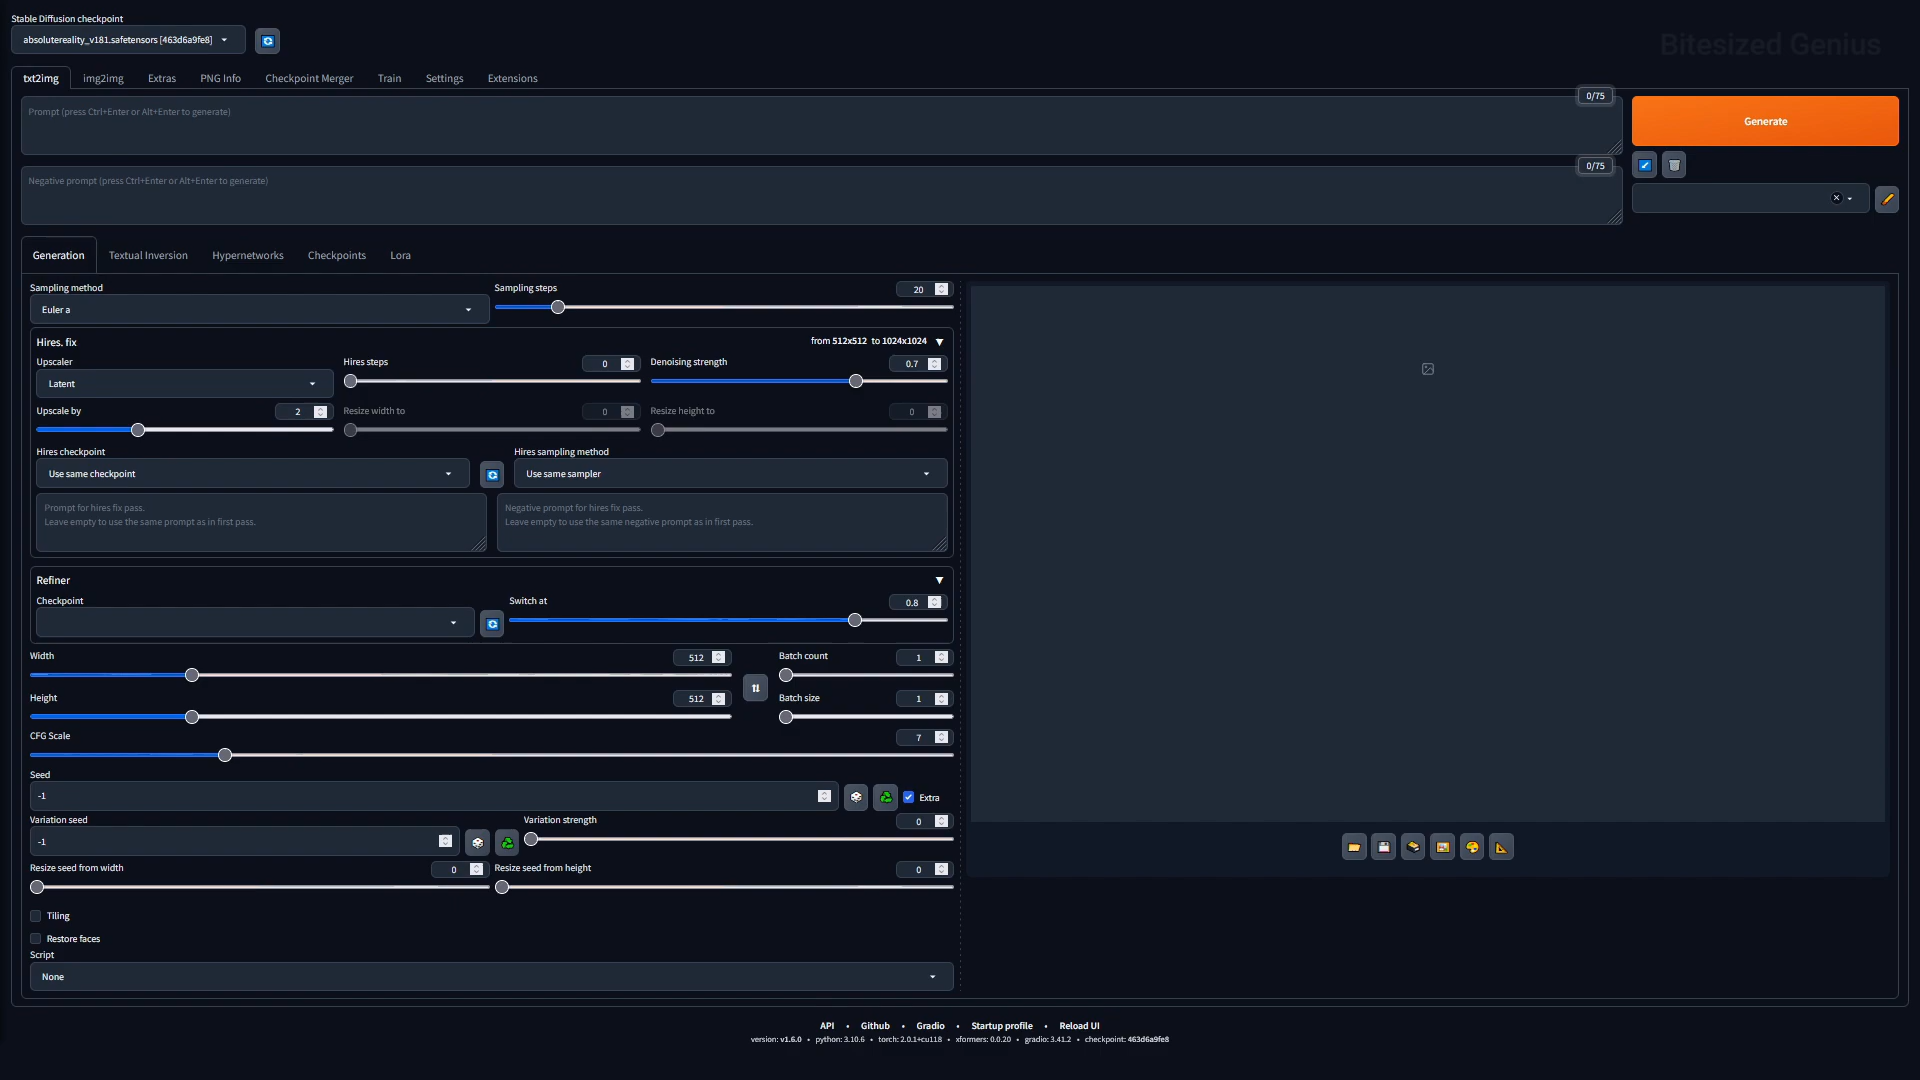 Stable Diffusion checkpoint
absolutereality_v181.safetensors [463d6a9fe8]
Bitesized Genius
txt2img img2img Extras PNG Info Checkpoint Merger Train Settings Extensions
Prompt (press Ctrl+Enter or Alt+Enter to generate)
0/75
Generate
Negative prompt (press Ctrl+Enter or Alt+Enter to generate)
0/75
Generation Textual Inversion Hypernetworks Checkpoints Lora
Sampling method
Euler a
Sampling steps
20
Hires. fix
from 512x512 to 1024x1024
Upscaler
Latent
Hires steps
0
Denoising strength
0.7
Upscale by
2
Resize width to
0
Resize height to
0
Hires checkpoint
Use same checkpoint
Hires sampling method
Use same sampler
Prompt for hires fix pass.
Leave empty to use the same prompt as in first pass.
Negative prompt for hires fix pass.
Leave empty to use the same negative prompt as in first pass.
Refiner
Checkpoint
Switch at
0.8
Width
512
Batch count
1
Height
512
Batch size
1
CFG Scale
7
Seed
-1
Extra
Variation seed
-1
Variation strength
0
Resize seed from width
0
Resize seed from height
0
Tiling
Restore faces
Script
None
API • Github • Gradio • Startup profile • Reload UI
version: v1.6.0 • python: 3.10.6 • torch: 2.0.1+cu118 • xformers: 0.0.20 • gradio: 3.41.2 • checkpoint: 463d6a9fe8